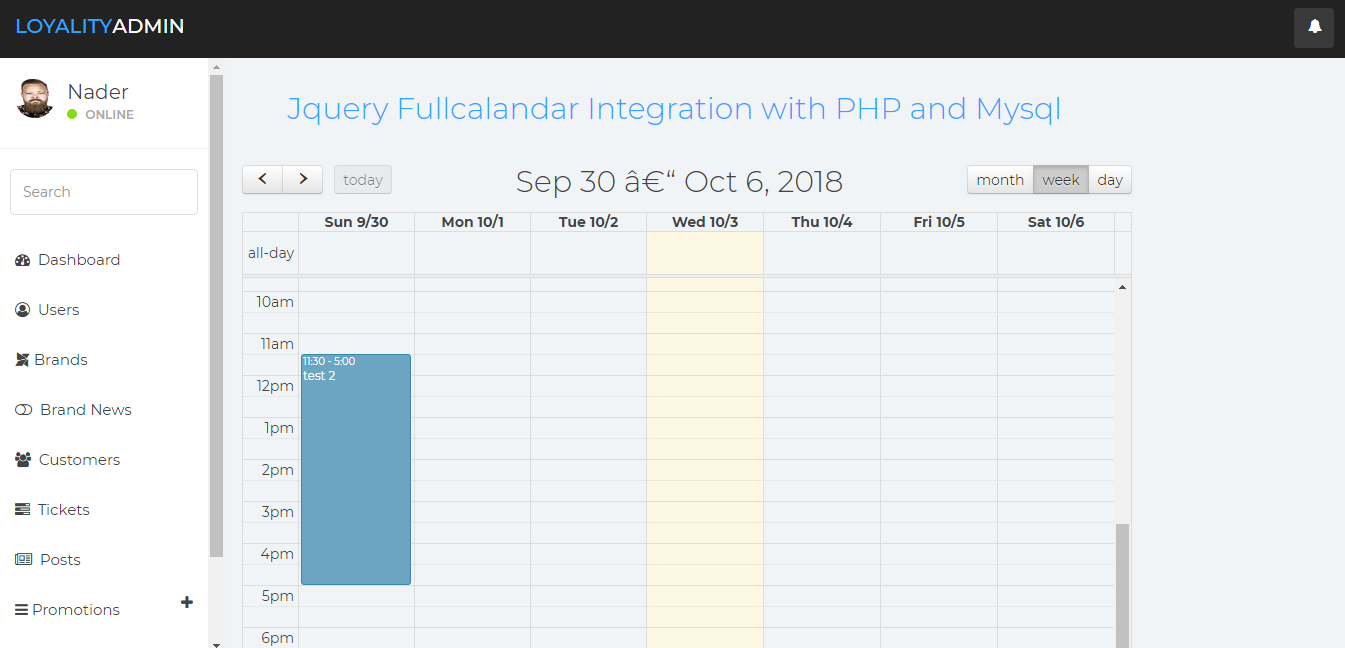 LOYALITYADMIN
Nader
ONLINE
Search
Dashboard
Users
Brands
Brand News
Customers
Tickets
Posts
Promotions
Jquery Fullcalandar Integration with PHP and Mysql
today
Sep 30 â€“ Oct 6, 2018
month week day
Sun 9/30 Mon 10/1 Tue 10/2 Wed 10/3 Thu 10/4 Fri 10/5 Sat 10/6
all-day
10am
11am
11:30 - 5:00
test 2
12pm
1pm
2pm
3pm
4pm
5pm
6pm